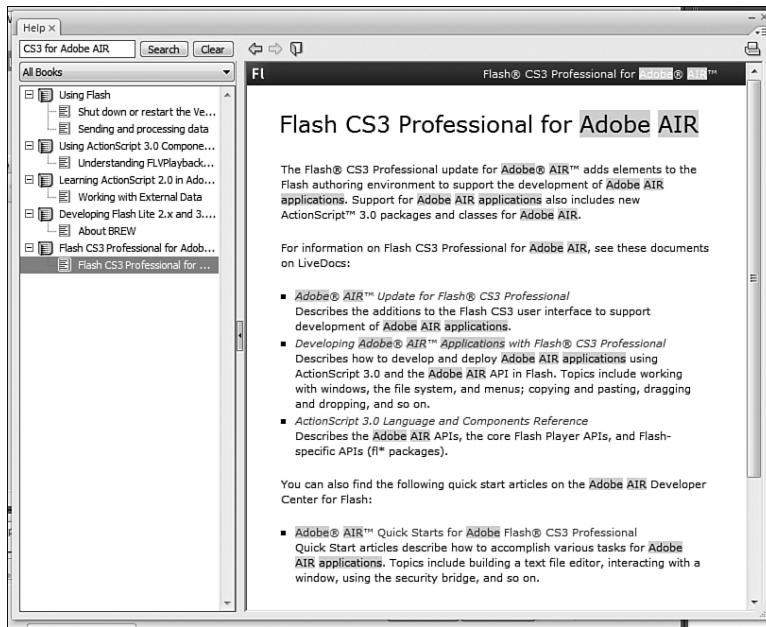 Help ×
CS3 for Adobe AIR
Search
Clear
All Books
Using Flash
Shut down or restart the Ve...
Sending and processing data
Using ActionScript 3.0 Compone...
Understanding FLVPlayback...
Learning ActionScript 2.0 in Ado...
Working with External Data
Developing Flash Lite 2.x and 3....
About BREW
Flash CS3 Professional for Adob...
Flash CS3 Professional for ...
Fl
Flash® CS3 Professional for Adobe® AIR™
Flash CS3 Professional for Adobe AIR
The Flash® CS3 Professional update for Adobe® AIR™ adds elements to the
Flash authoring environment to support the development of Adobe AIR
applications. Support for Adobe AIR applications also includes new
ActionScript™ 3.0 packages and classes for Adobe AIR.
For information on Flash CS3 Professional for Adobe AIR, see these documents
on LiveDocs:
▪ Adobe® AIR™ Update for Flash® CS3 Professional
Describes the additions to the Flash CS3 user interface to support
development of Adobe AIR applications.
▪ Developing Adobe® AIR™ Applications with Flash® CS3 Professional
Describes how to develop and deploy Adobe AIR applications using
ActionScript 3.0 and the Adobe AIR API in Flash. Topics include working
with windows, the file system, and menus; copying and pasting, dragging
and dropping, and so on.
▪ ActionScript 3.0 Language and Components Reference
Describes the Adobe AIR APIs, the core Flash Player APIs, and Flash-
specific APIs (fl* packages).
You can also find the following quick start articles on the Adobe AIR Developer
Center for Flash:
▪ Adobe® AIR™ Quick Starts for Adobe Flash® CS3 Professional
Quick Start articles describe how to accomplish various tasks for Adobe
AIR applications. Topics include building a text file editor, interacting with a
window, using the security bridge, and so on.